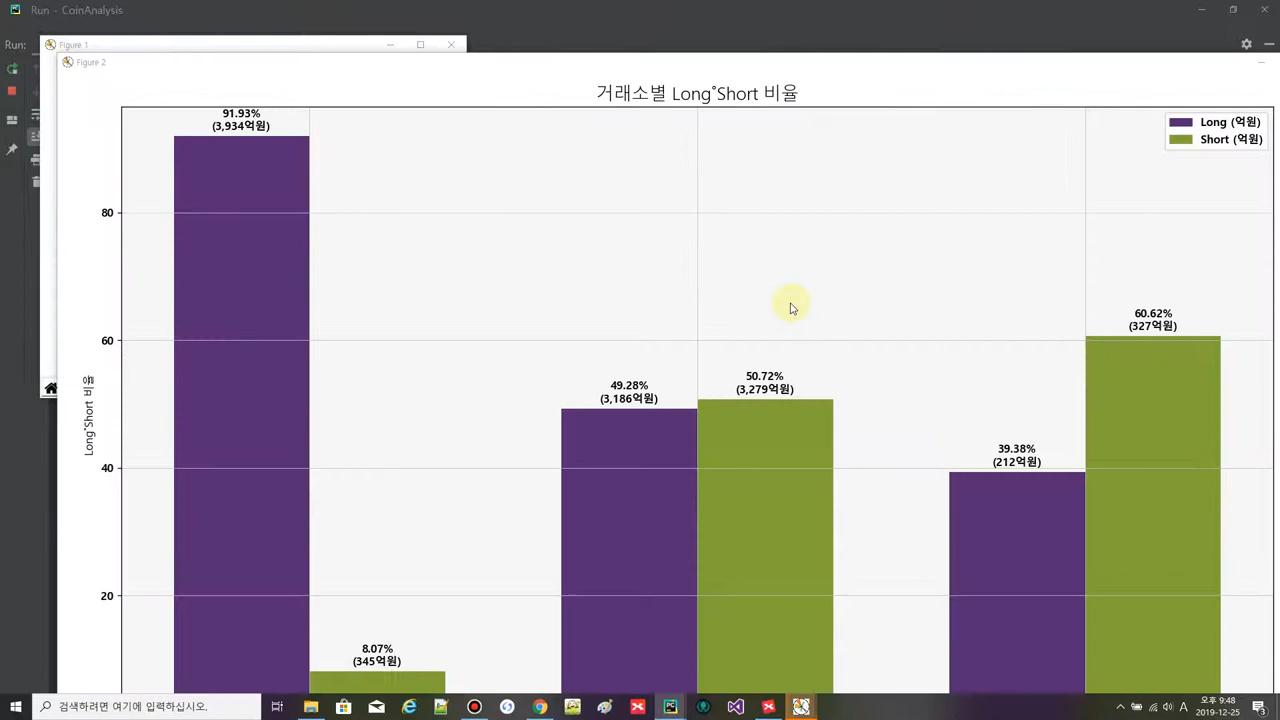 Run - CoinAnalysis
Run:
Figure 1
Figure 2
거래소별 Long˚Short 비율
91.93%
(3,934억원)
Long (억원)
Short (억원)
80
60.62%
(327억원)
60
49.28%
(3,186억원)
50.72%
(3,279억원)
Long˚Short 비율
39.38%
(212억원)
40
20
8.07%
(345억원)
검색하려면 여기에 입력하십시오.
A
오후 9:48
2019-12-25
3